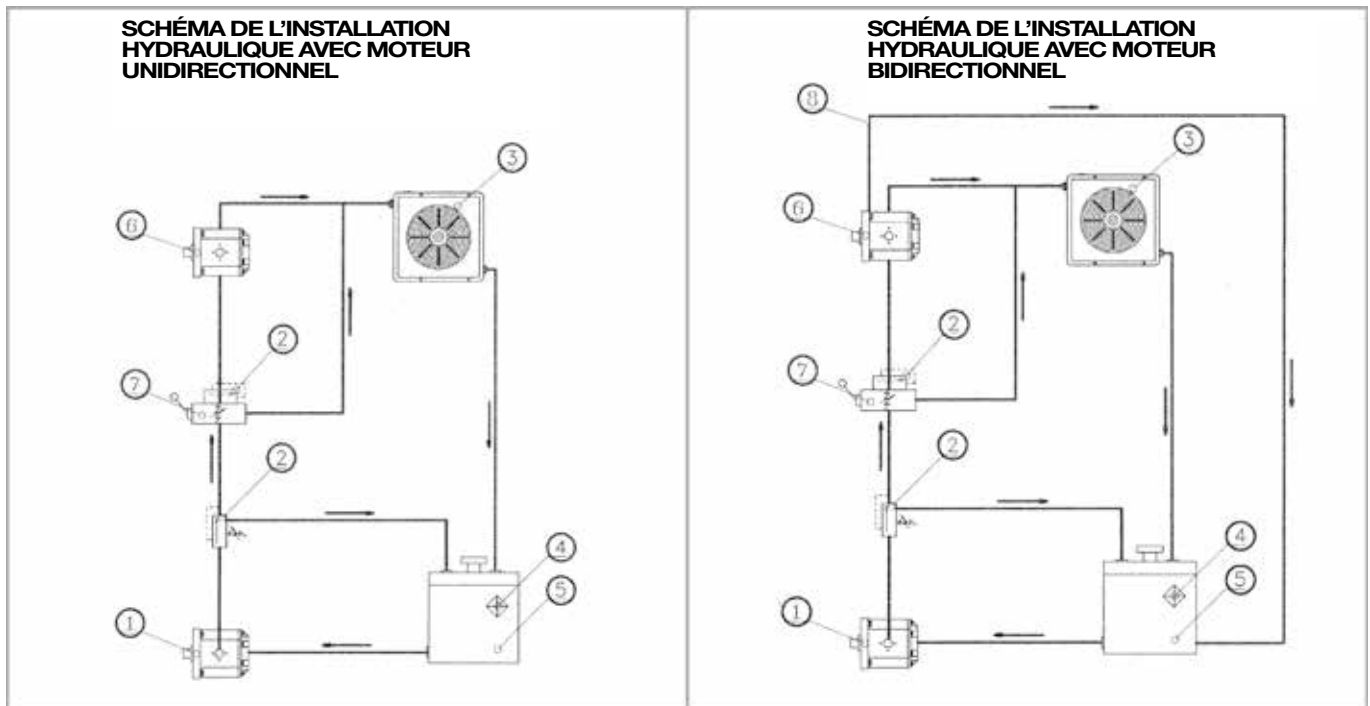 SCHÉMA DE L'INSTALLATION
HYDRAULIQUE AVEC MOTEUR
UNIDIRECTIONNEL
3
6
2
7
2
4
5
1
SCHÉMA DE L'INSTALLATION
HYDRAULIQUE AVEC MOTEUR
BIDIRECTIONNEL
8
3
6
2
7
2
4
5
1